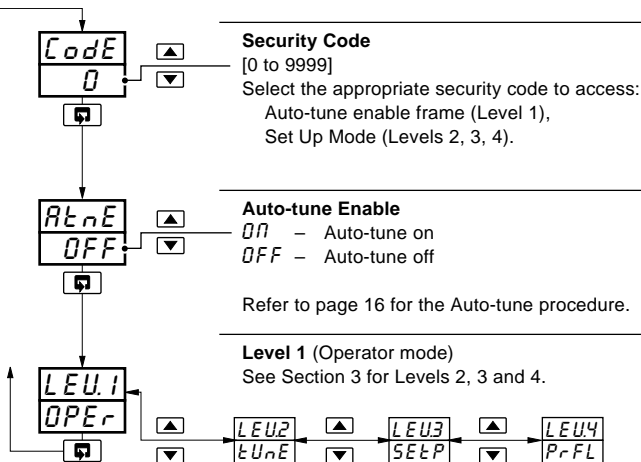 CodE
0
Security Code
[0 to 9999]
Select the appropriate security code to access:
Auto-tune enable frame (Level 1),
Set Up Mode (Levels 2, 3, 4).
AtnE
OFF
Auto-tune Enable
On – Auto-tune on
OFF – Auto-tune off
Refer to page 16 for the Auto-tune procedure.
LEU.1
OPEr
Level 1 (Operator mode)
See Section 3 for Levels 2, 3 and 4.
LEU.2 LEU.3 LEU.4
tUnE SEtP PrFL